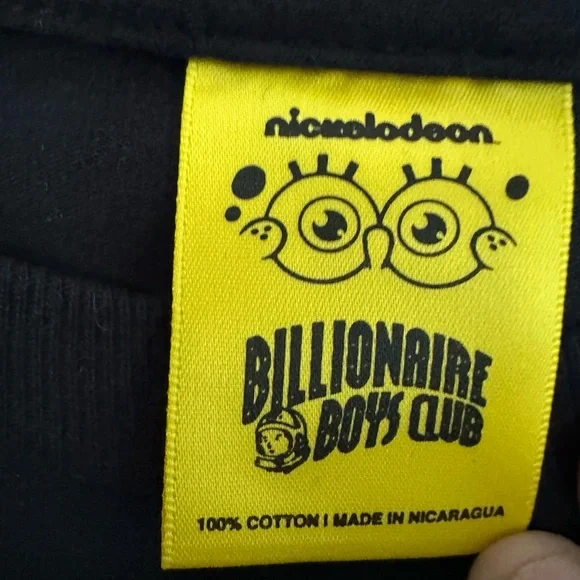 nickelodeon
BILLIONAIRE
BOYS CLUB
100% COTTON | MADE IN NICARAGUA